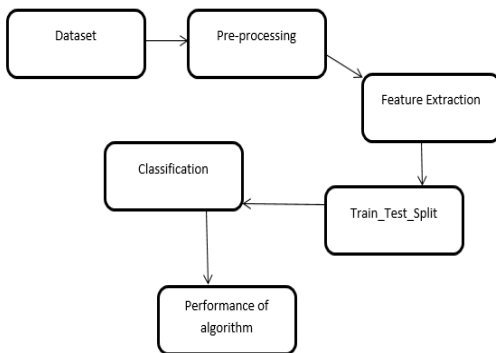 Dataset
Pre-processing
Feature Extraction
Train_Test_Split
Classification
Performance of
algorithm